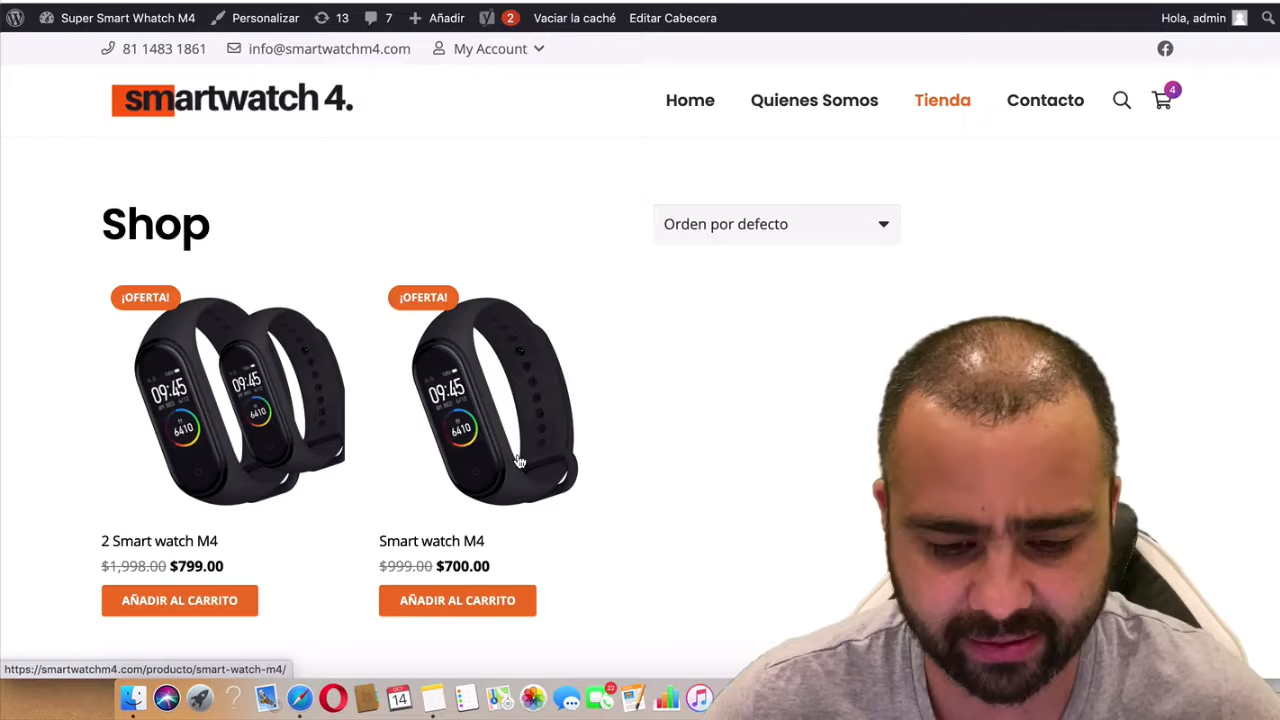 Super Smart Whatch M4 Personalizar 13 7 Añadir 2 Vaciar la caché Editar Cabecera Hola, admin
81 1483 1861 info@smartwatchm4.com My Account
smartwatch 4. Home Quienes Somos Tienda Contacto 4
Shop Orden por defecto
¡OFERTA! ¡OFERTA!
09:45 09:45 09:45
6410 6410 6410
2 Smart watch M4 Smart watch M4
$1,998.00 $799.00 $999.00 $700.00
AÑADIR AL CARRITO AÑADIR AL CARRITO
https://smartwatchm4.com/producto/smart-watch-m4/
OCT 14 22